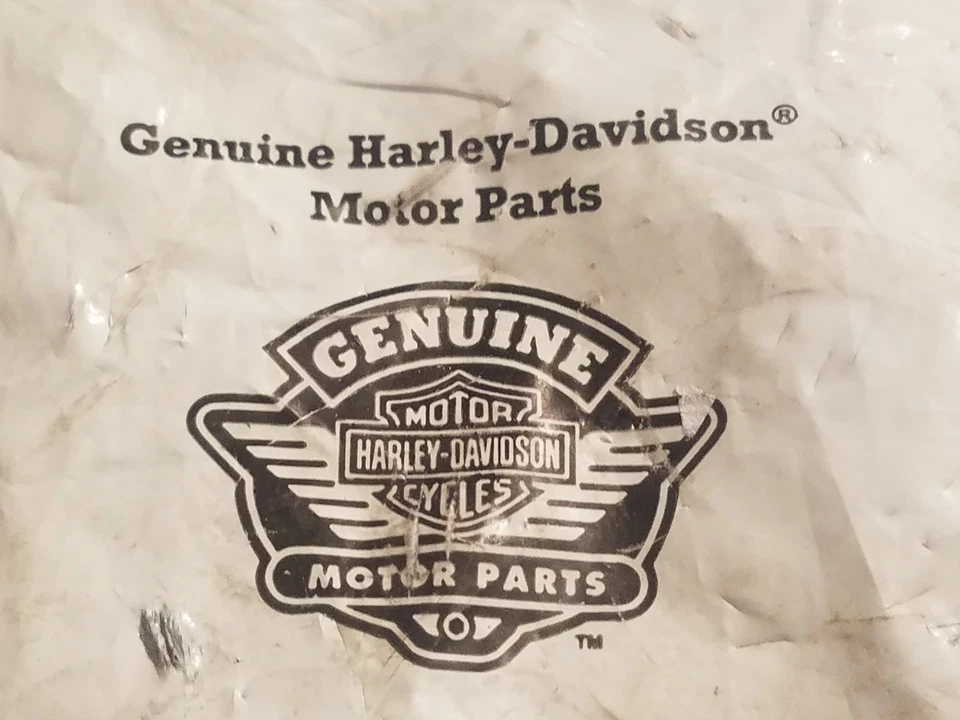 Genuine Harley-Davidson®
Motor Parts
GENUINE
MOTOR
HARLEY-DAVIDSON
CYCLES
MOTOR PARTS
TM